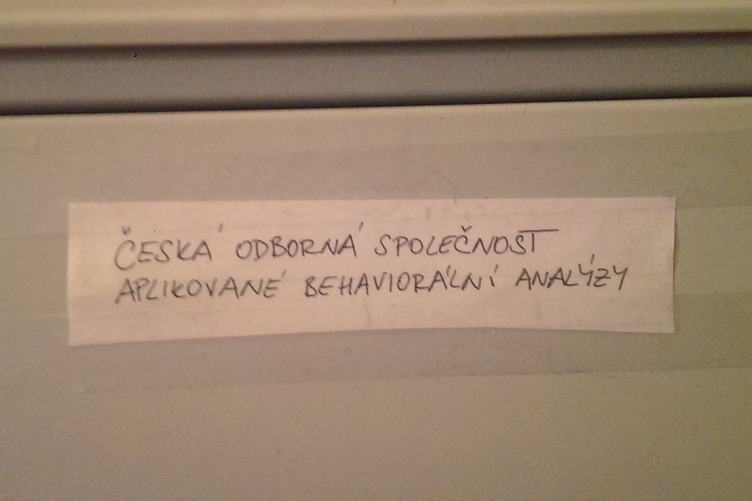 ČESKÁ ODBORNÁ SPOLEČNOST
APLIKOVANÉ BEHAVIORÁLNÍ ANALÝZY